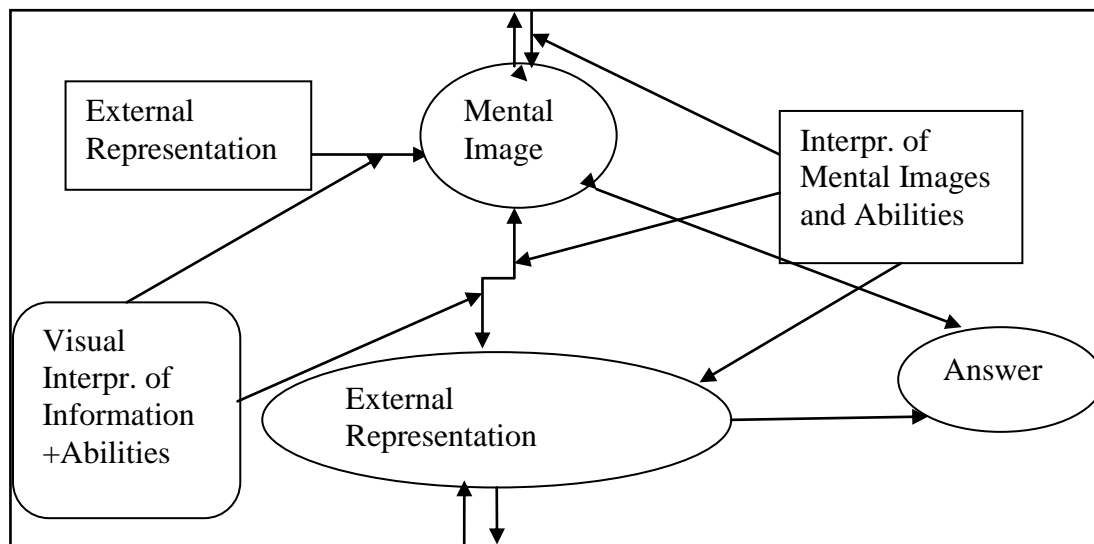 External
Representation
Mental
Image
Interpr. of
Mental Images
and Abilities
Visual
Interpr. of
Information
+Abilities
External
Representation
Answer